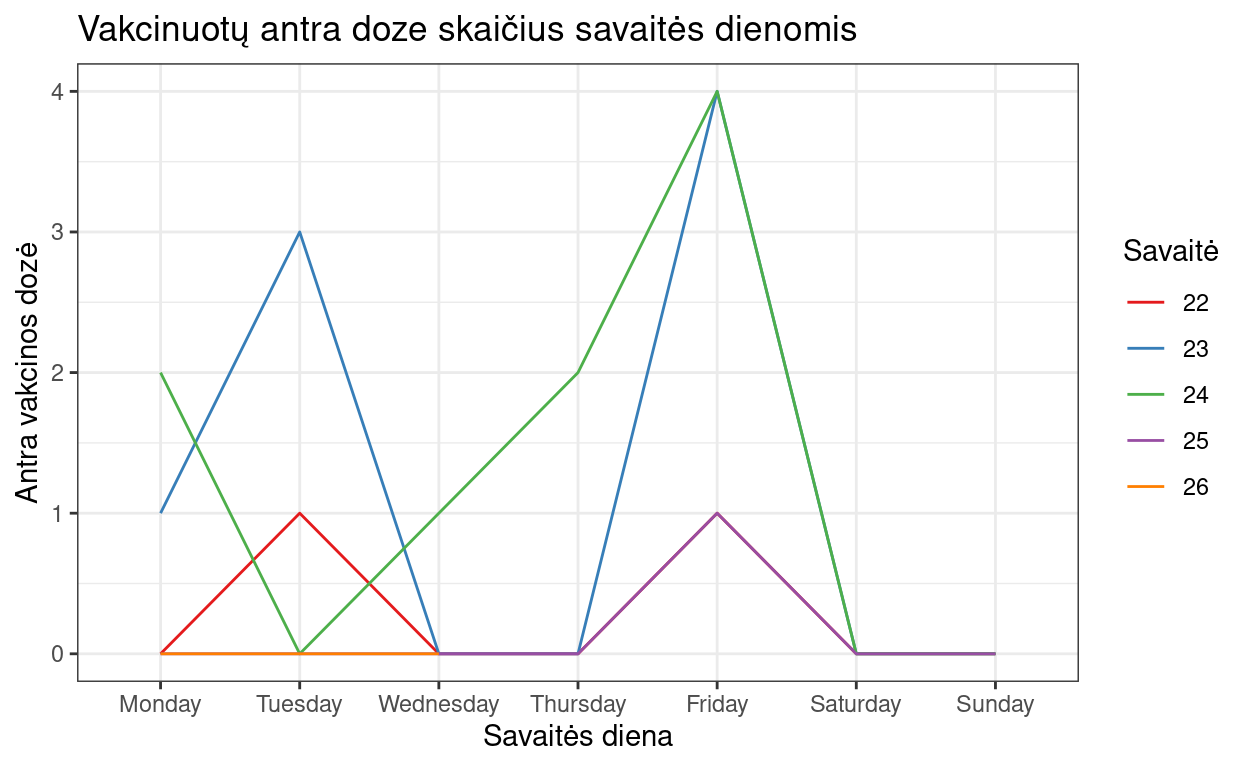 Vakcinuotų antra doze skaičius savaitės dienomis
Antra vakcinos dozė
4
3
2
1
0
Monday
Tuesday
Wednesday
Thursday
Friday
Saturday
Sunday
Savaitės diena
Savaitė
22
23
24
25
26